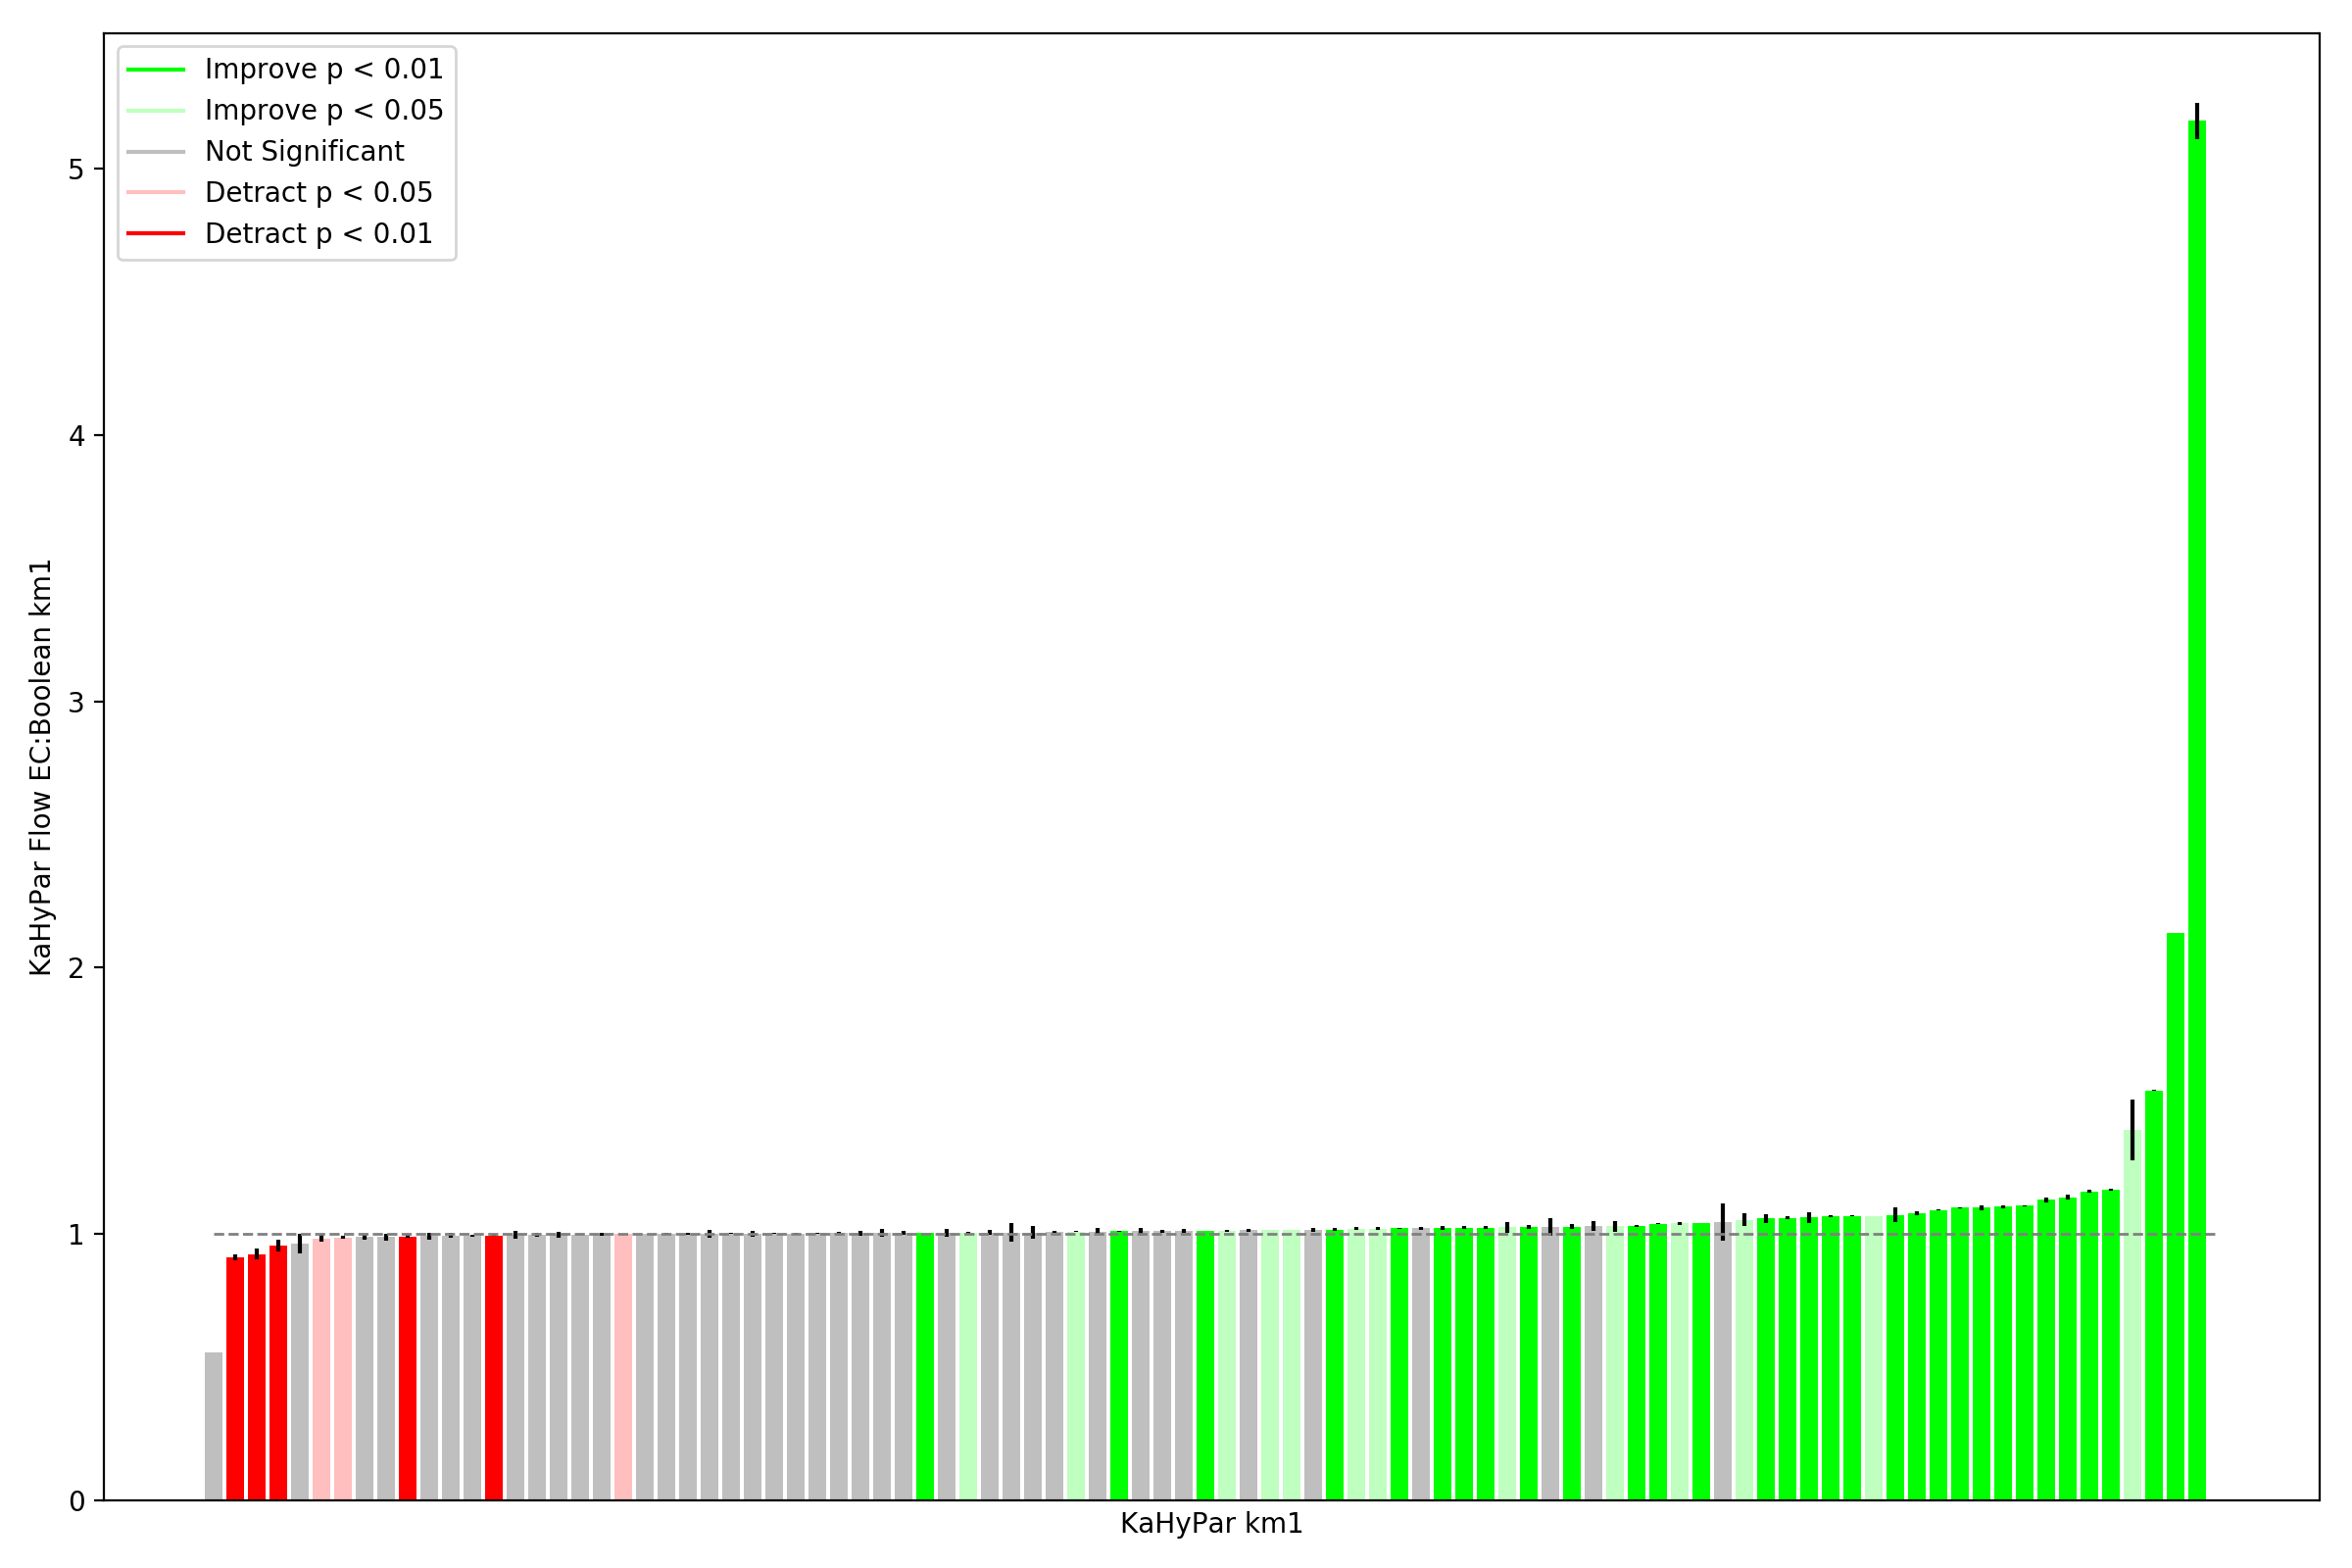 Improve p < 0.01
Improve p < 0.05
Not Significant
Detract p < 0.05
Detract p < 0.01
5
4
3
2
1
0
KaHyPar Flow EC:Boolean km1
KaHyPar km1